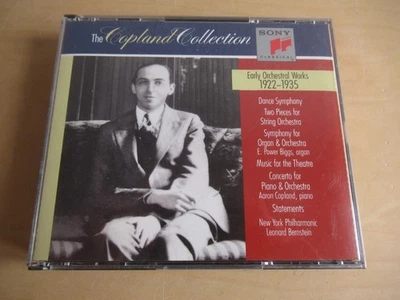 The Copland Collection
SONY
CLASSICAL
Early Orchestral Works
1922–1935
Dance Symphony
Two Pieces for
String Orchestra
Symphony for
Organ & Orchestra
E. Power Biggs, organ
Music for the Theatre
Concerto for
Piano & Orchestra
Aaron Copland, piano
Statements
New York Philharmonic
Leonard Bernstein